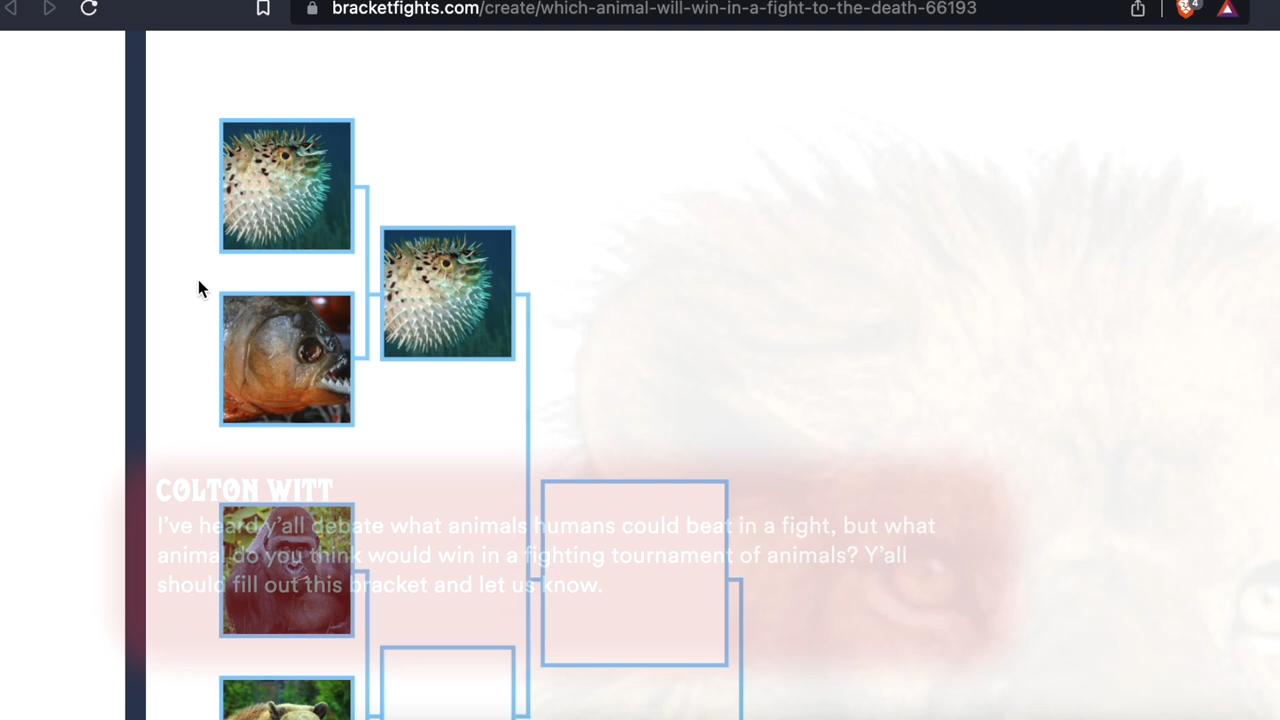 bracketfights.com/create/which-animal-will-win-in-a-fight-to-the-death-66193
4
COLTON WITT
I've heard y'all debate what animals humans could beat in a fight, but what
animal do you think would win in a fighting tournament of animals? Y'all
should fill out this bracket and let us know.